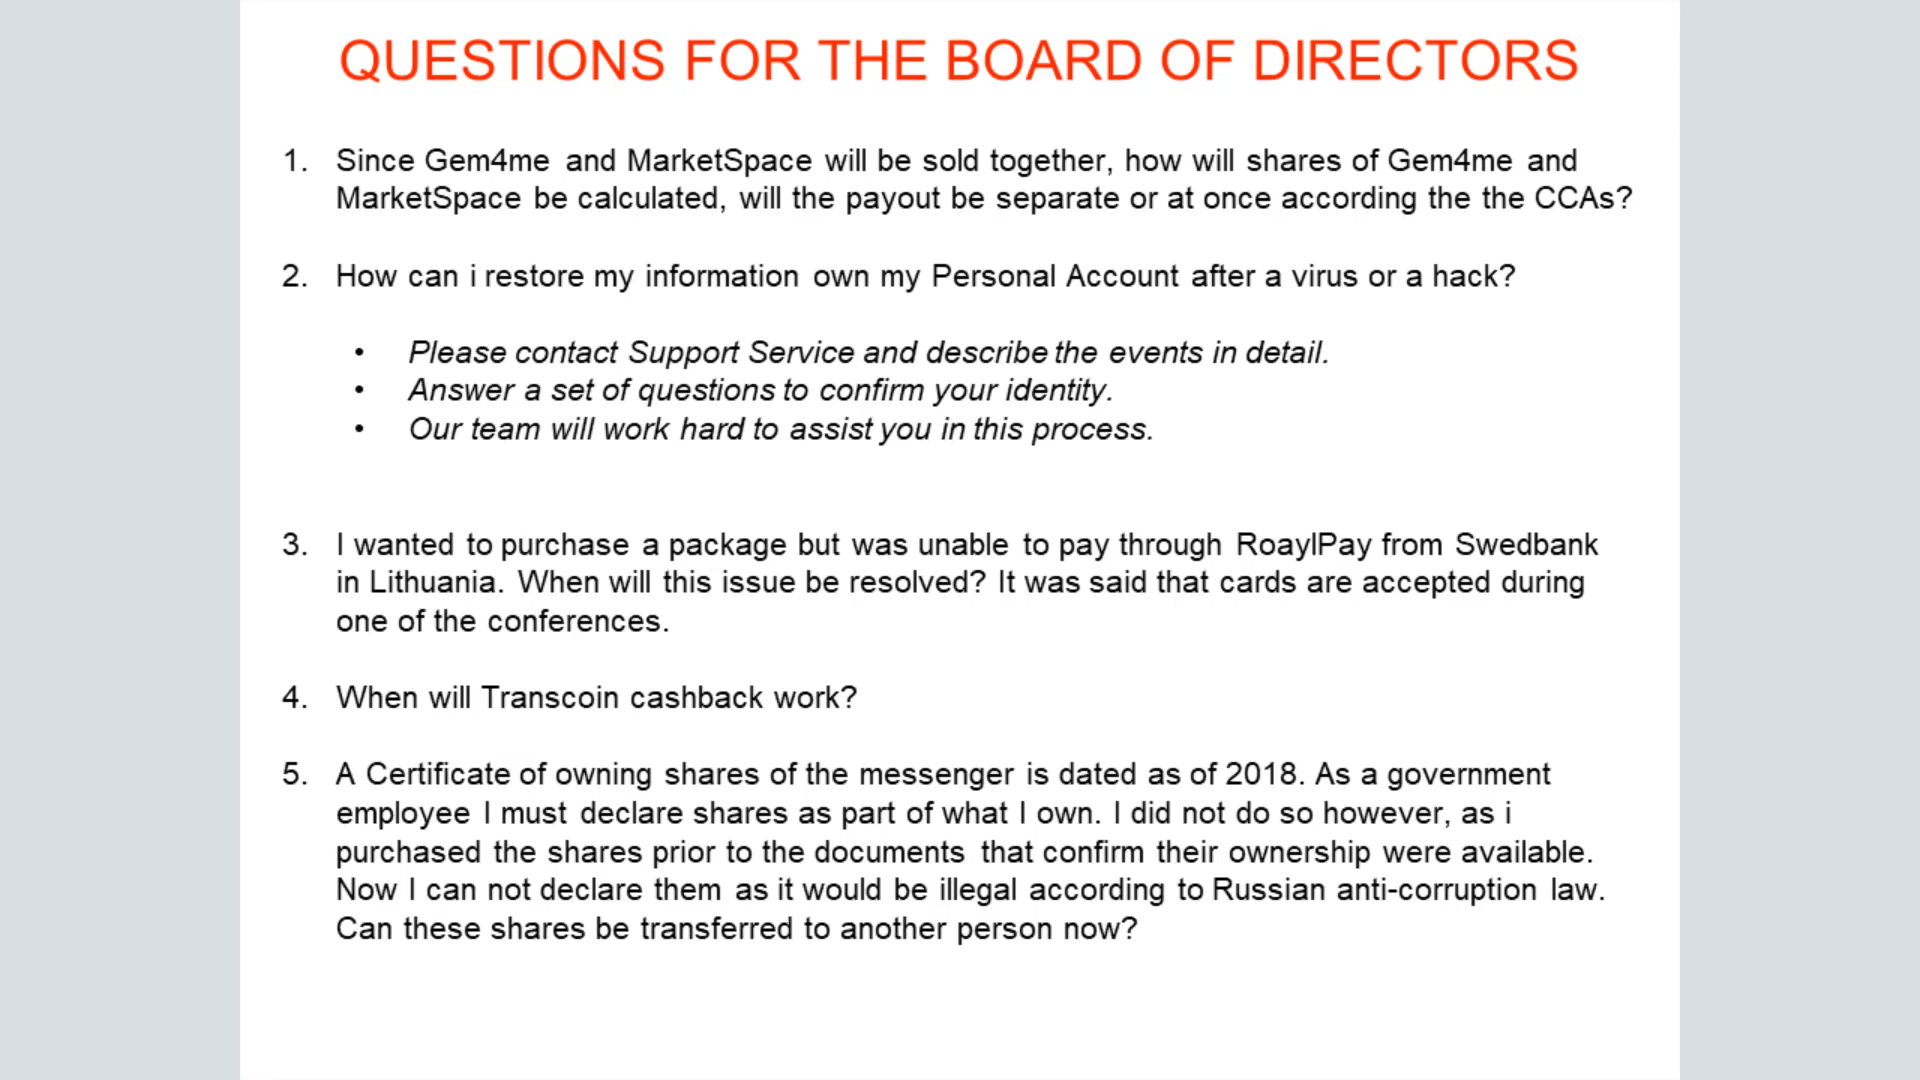 QUESTIONS FOR THE BOARD OF DIRECTORS
1. Since Gem4me and MarketSpace will be sold together, how will shares of Gem4me and
MarketSpace be calculated, will the payout be separate or at once according the the CCAs?
2. How can i restore my information own my Personal Account after a virus or a hack?
• Please contact Support Service and describe the events in detail.
• Answer a set of questions to confirm your identity.
• Our team will work hard to assist you in this process.
3. I wanted to purchase a package but was unable to pay through RoaylPay from Swedbank
in Lithuania. When will this issue be resolved? It was said that cards are accepted during
one of the conferences.
4. When will Transcoin cashback work?
5. A Certificate of owning shares of the messenger is dated as of 2018. As a government
employee I must declare shares as part of what I own. I did not do so however, as i
purchased the shares prior to the documents that confirm their ownership were available.
Now I can not declare them as it would be illegal according to Russian anti-corruption law.
Can these shares be transferred to another person now?